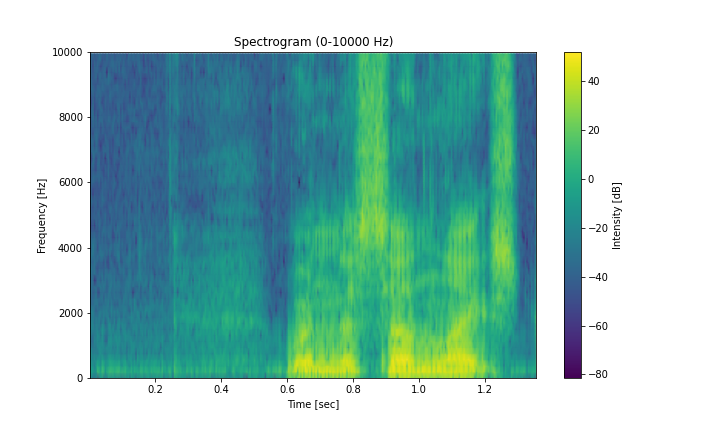 Spectrogram (0-10000 Hz)
10000
8000
6000
4000
2000
0
Frequency [Hz]
0.2 0.4 0.6 0.8 1.0 1.2
Time [sec]
40
20
0
−20
−40
−60
−80
Intensity [dB]